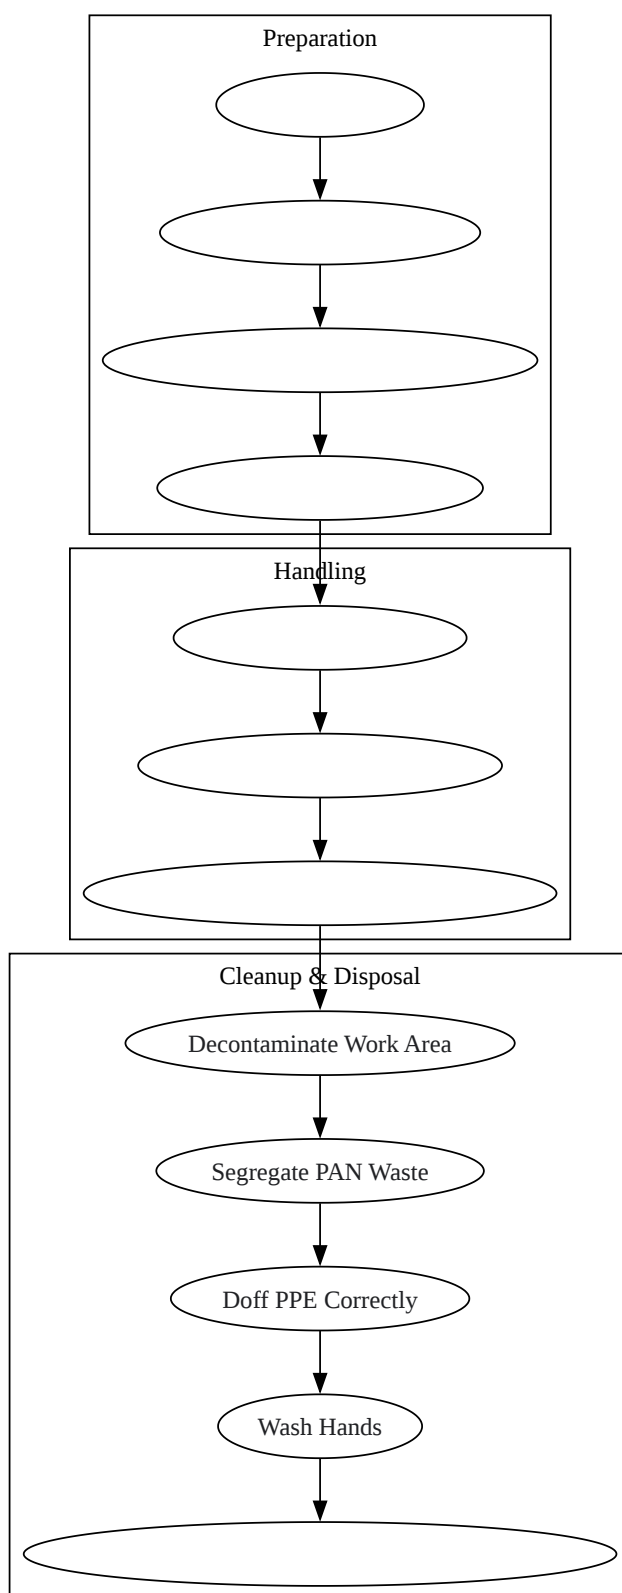 Preparation
Handling
Cleanup & Disposal
Decontaminate Work Area
Segregate PAN Waste
Doff PPE Correctly
Wash Hands